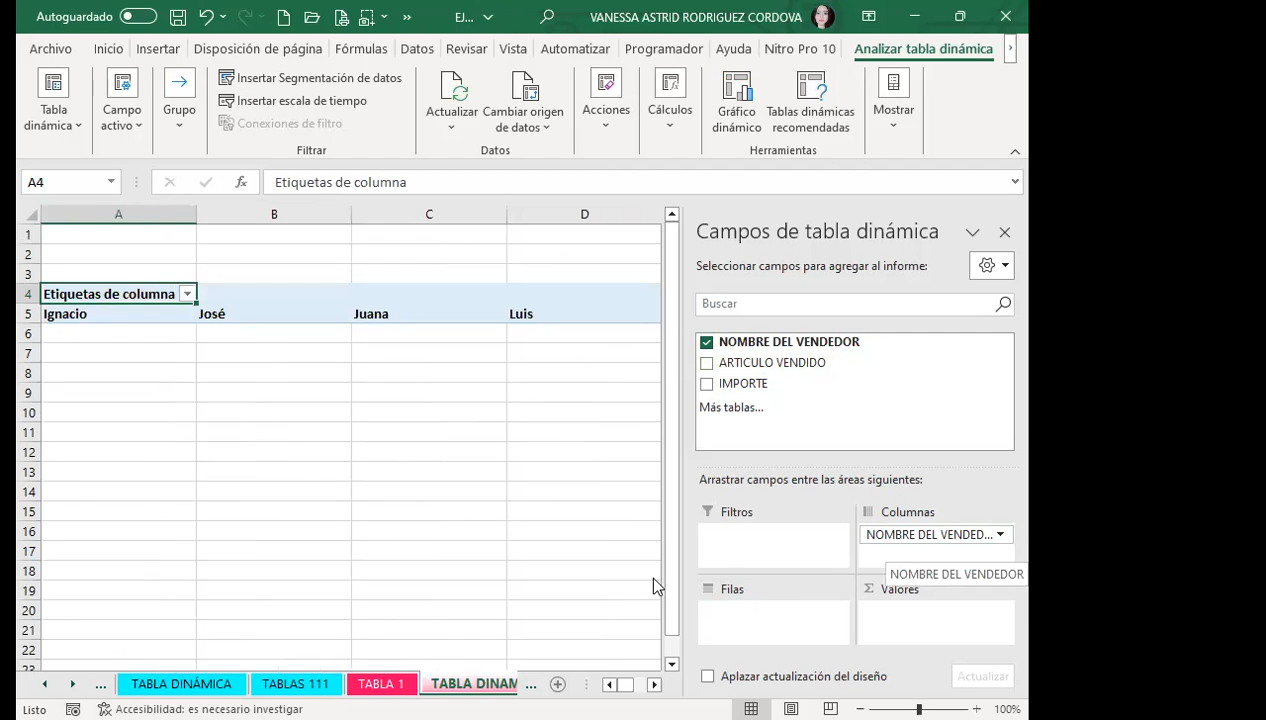 Autoguardado
EJ...
VANESSA ASTRID RODRIGUEZ CORDOVA
Archivo Inicio Insertar Disposición de página Fórmulas Datos Revisar Vista Automatizar Programador Ayuda Nitro Pro 10 Analizar tabla dinámica
Tabla dinámica
Campo activo
Grupo
Insertar Segmentación de datos
Insertar escala de tiempo
Conexiones de filtro
Filtrar
Actualizar
Cambiar origen de datos
Datos
Acciones
Cálculos
Gráfico dinámico
Tablas dinámicas recomendadas
Herramientas
Mostrar
A4
fx
Etiquetas de columna
A B C D
1
2
3
4 Etiquetas de columna
5 Ignacio José Juana Luis
6
7
8
9
10
11
12
13
14
15
16
17
18
19
20
21
22
23
Campos de tabla dinámica
Seleccionar campos para agregar al informe:
Buscar
NOMBRE DEL VENDEDOR
ARTICULO VENDIDO
IMPORTE
Más tablas...
Arrastrar campos entre las áreas siguientes:
Filtros
Columnas
NOMBRE DEL VENDED...
NOMBRE DEL VENDEDOR
Filas
Σ Valores
Aplazar actualización del diseño
Actualizar
... TABLA DINÁMICA TABLAS 111 TABLA 1 TABLA DINAM ...
Listo
Accesibilidad: es necesario investigar
100%